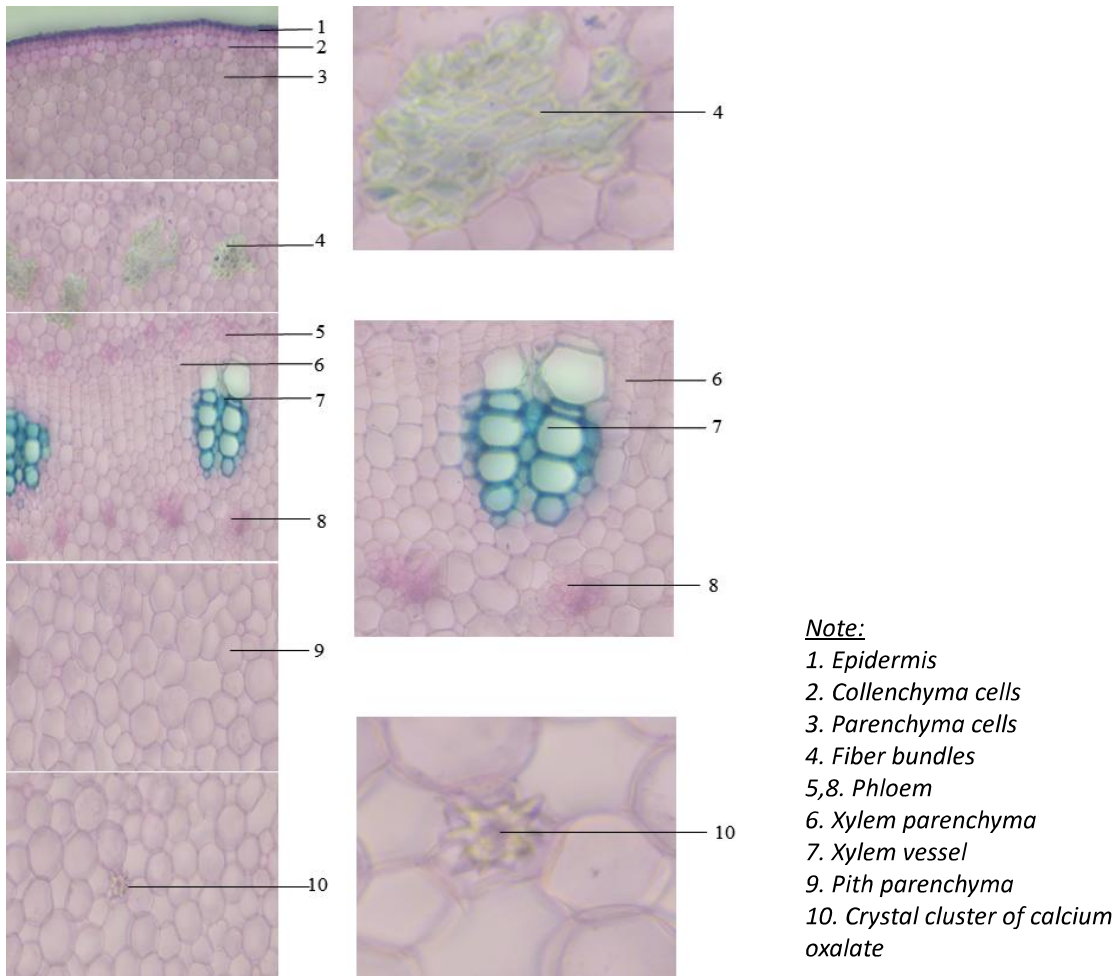 1
2
3
4
5
6
7
8
9
10
4
6
7
8
10
Note:
1. Epidermis
2. Collenchyma cells
3. Parenchyma cells
4. Fiber bundles
5,8. Phloem
6. Xylem parenchyma
7. Xylem vessel
9. Pith parenchyma
10. Crystal cluster of calcium
oxalate